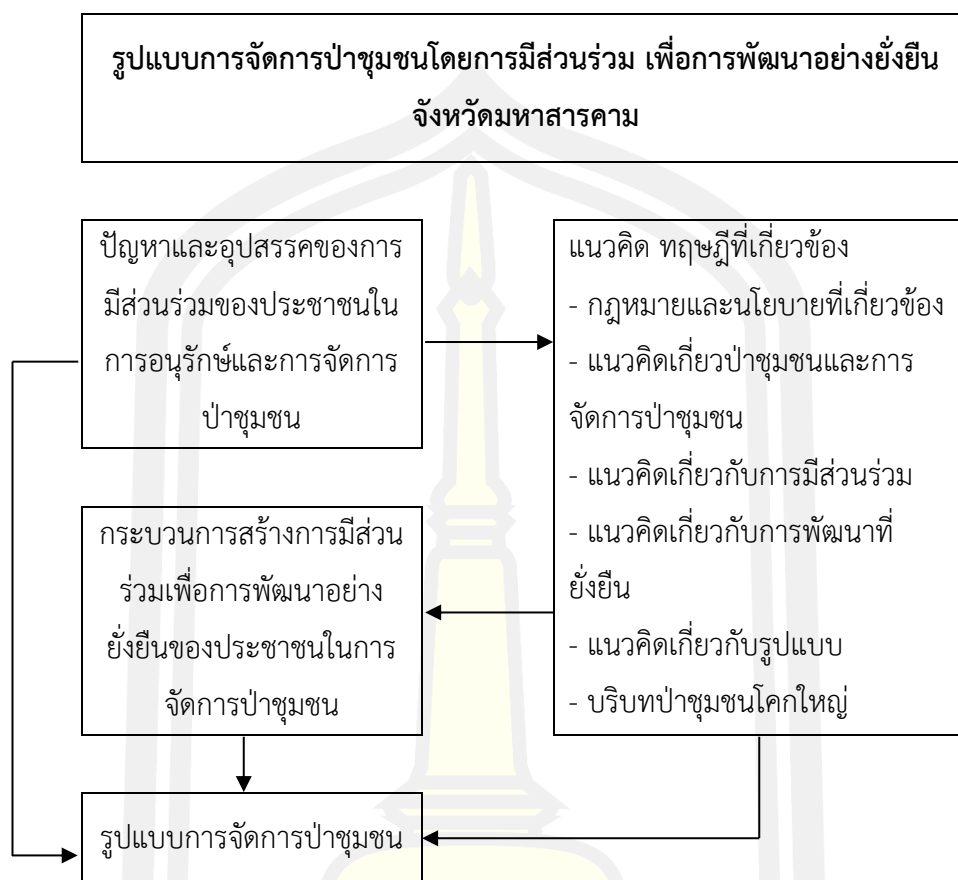 รูปแบบการจัดการป่าชุมชนโดยการมีส่วนร่วม เพื่อการพัฒนาอย่างยั่งยืน
จังหวัดมหาสารคาม
ปัญหาและอุปสรรคของการ
มีส่วนร่วมของประชาชนใน
การอนุรักษ์และการจัดการ
ป่าชุมชน
แนวคิด ทฤษฎีที่เกี่ยวข้อง
- กฎหมายและนโยบายที่เกี่ยวข้อง
- แนวคิดเกี่ยวป่าชุมชนและการ
จัดการป่าชุมชน
- แนวคิดเกี่ยวกับการมีส่วนร่วม
- แนวคิดเกี่ยวกับการพัฒนาที่
ยั่งยืน
- แนวคิดเกี่ยวกับรูปแบบ
- บริบทป่าชุมชนโคกใหญ่
กระบวนการสร้างการมีส่วน
ร่วมเพื่อการพัฒนาอย่าง
ยั่งยืนของประชาชนในการ
จัดการป่าชุมชน
รูปแบบการจัดการป่าชุมชน